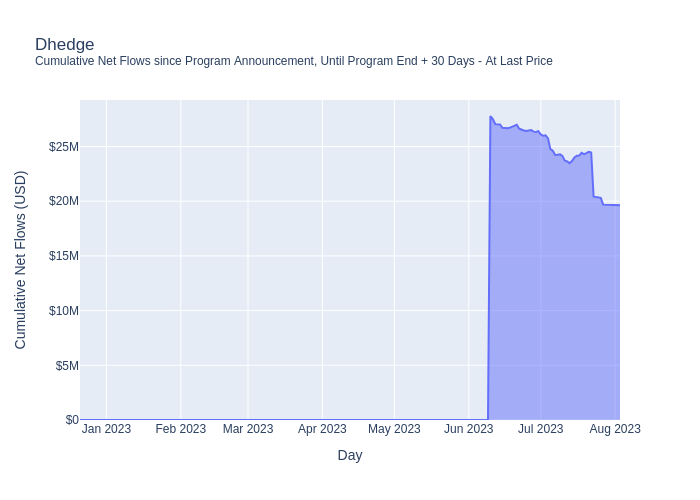 Dhedge
Cumulative Net Flows since Program Announcement, Until Program End + 30 Days - At Last Price
Cumulative Net Flows (USD)
$25M
$20M
$15M
$10M
$5M
$0
Jan 2023 Feb 2023 Mar 2023 Apr 2023 May 2023 Jun 2023 Jul 2023 Aug 2023
Day